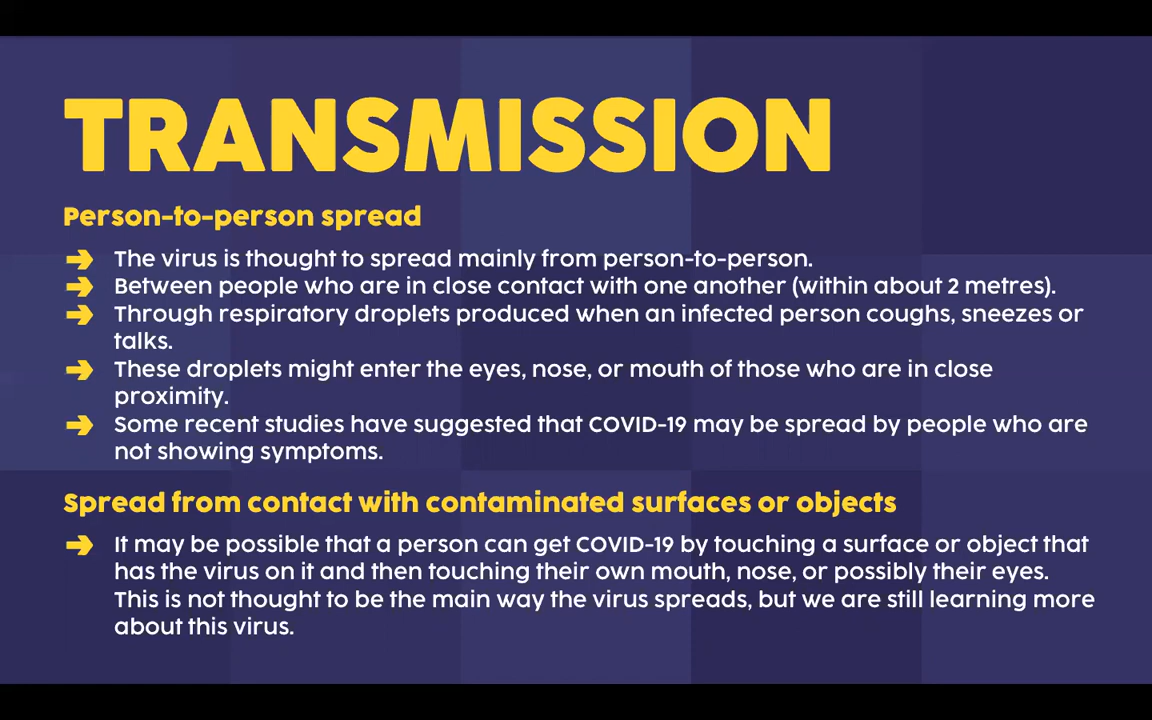 TRANSMISSION
Person-to-person spread
The virus is thought to spread mainly from person-to-person.
Between people who are in close contact with one another (within about 2 metres).
Through respiratory droplets produced when an infected person coughs, sneezes or
talks.
These droplets might enter the eyes, nose, or mouth of those who are in close
proximity.
Some recent studies have suggested that COVID-19 may be spread by people who are
not showing symptoms.
Spread from contact with contaminated surfaces or objects
It may be possible that a person can get COVID-19 by touching a surface or object that
has the virus on it and then touching their own mouth, nose, or possibly their eyes.
This is not thought to be the main way the virus spreads, but we are still learning more
about this virus.